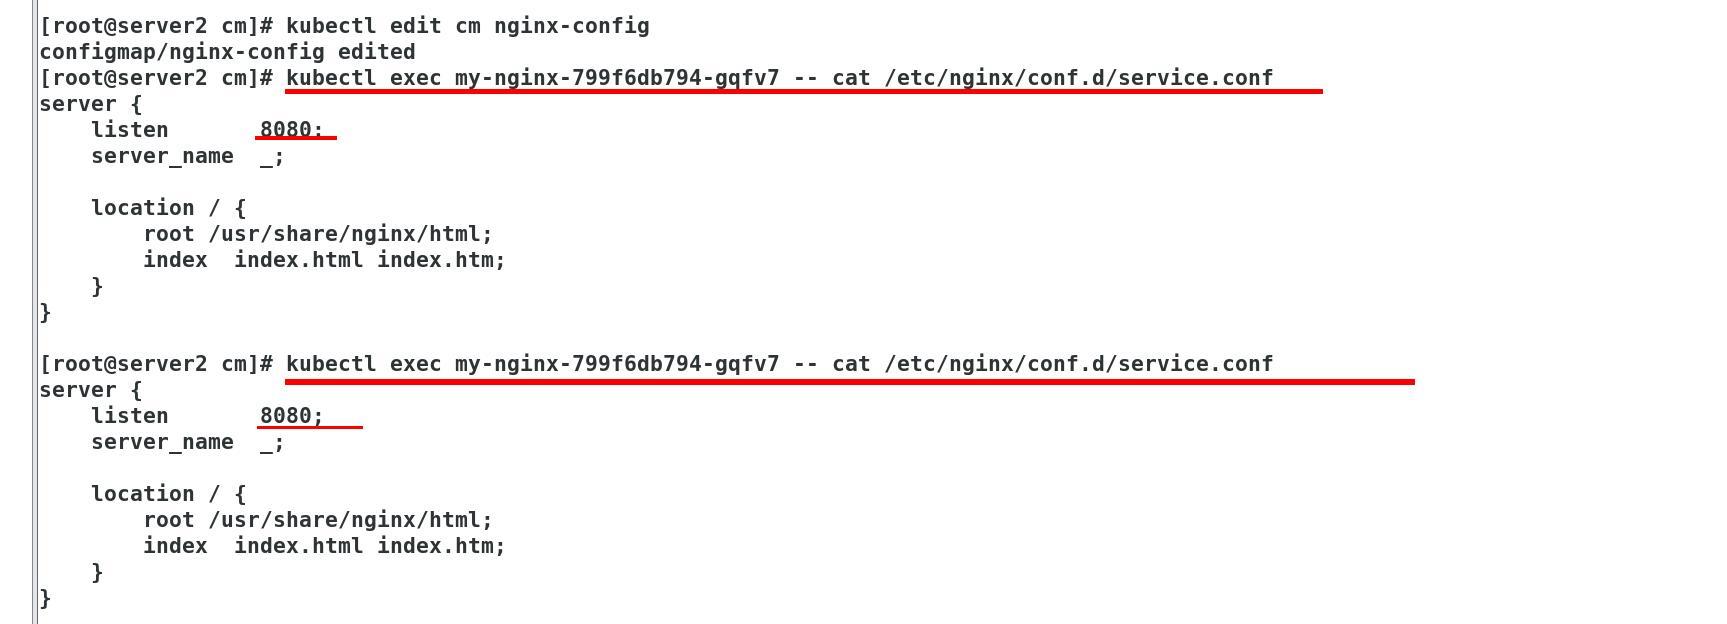 [root@server2 cm]# kubectl edit cm nginx-config
configmap/nginx-config edited
[root@server2 cm]# kubectl exec my-nginx-799f6db794-gqfv7 -- cat /etc/nginx/conf.d/service.conf
server {
    listen       8080;
    server_name  _;

    location / {
        root /usr/share/nginx/html;
        index  index.html index.htm;
    }
}

[root@server2 cm]# kubectl exec my-nginx-799f6db794-gqfv7 -- cat /etc/nginx/conf.d/service.conf
server {
    listen       8080;
    server_name  _;

    location / {
        root /usr/share/nginx/html;
        index  index.html index.htm;
    }
}